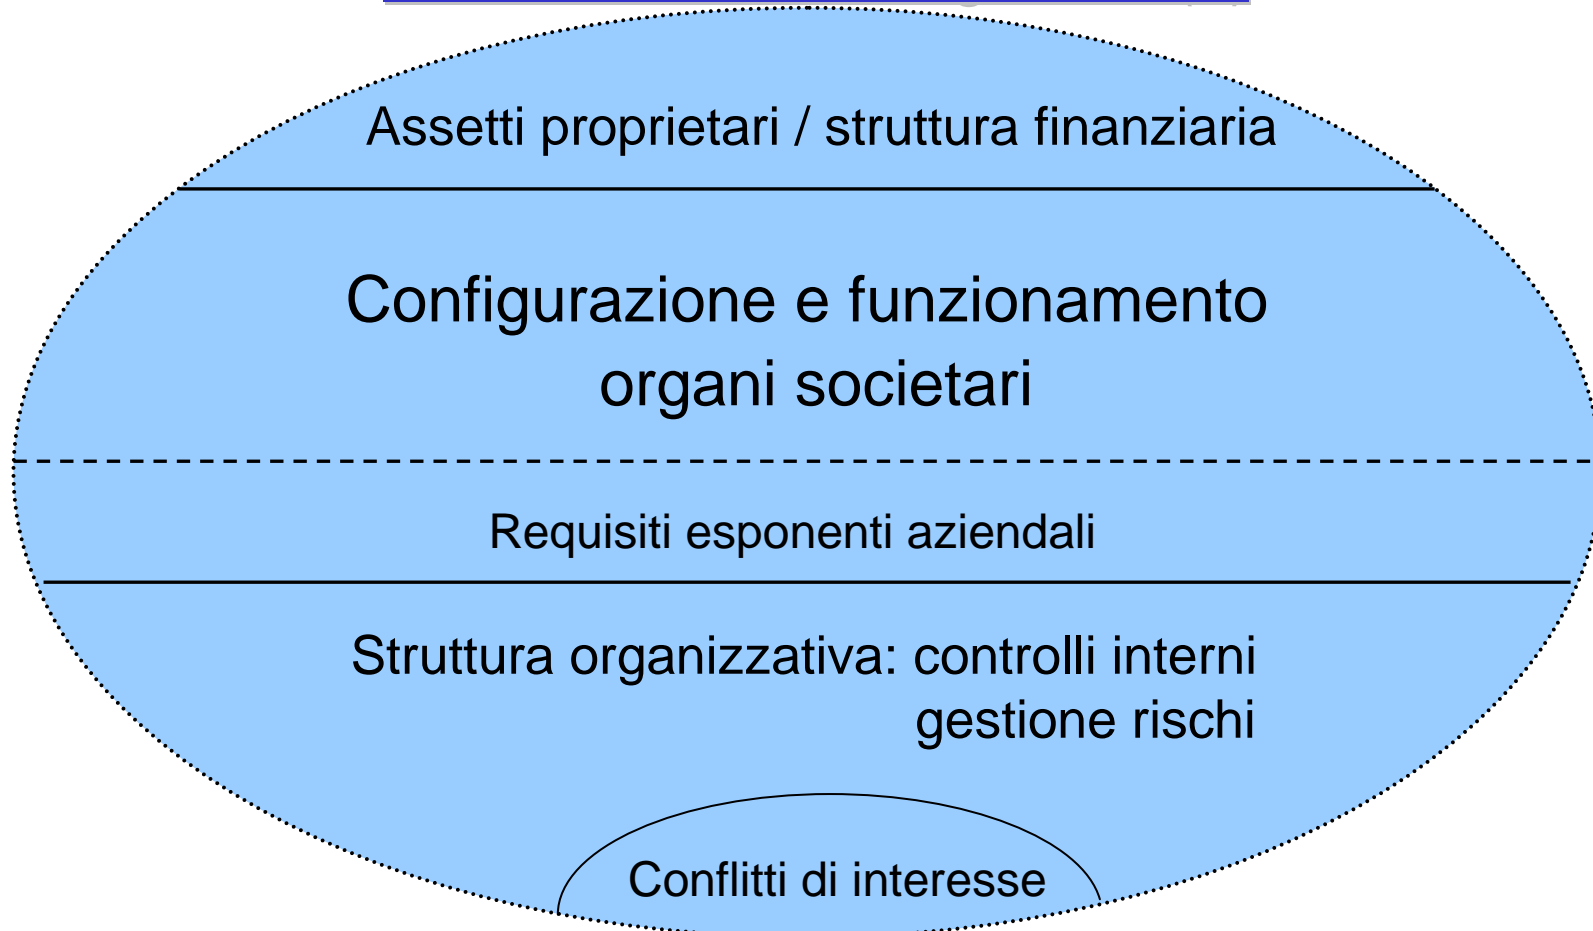 Assetti proprietari / struttura finanziaria
Configurazione e funzionamento
organi societari
Requisiti esponenti aziendali
Struttura organizzativa: controlli interni
gestione rischi
Conflitti di interesse